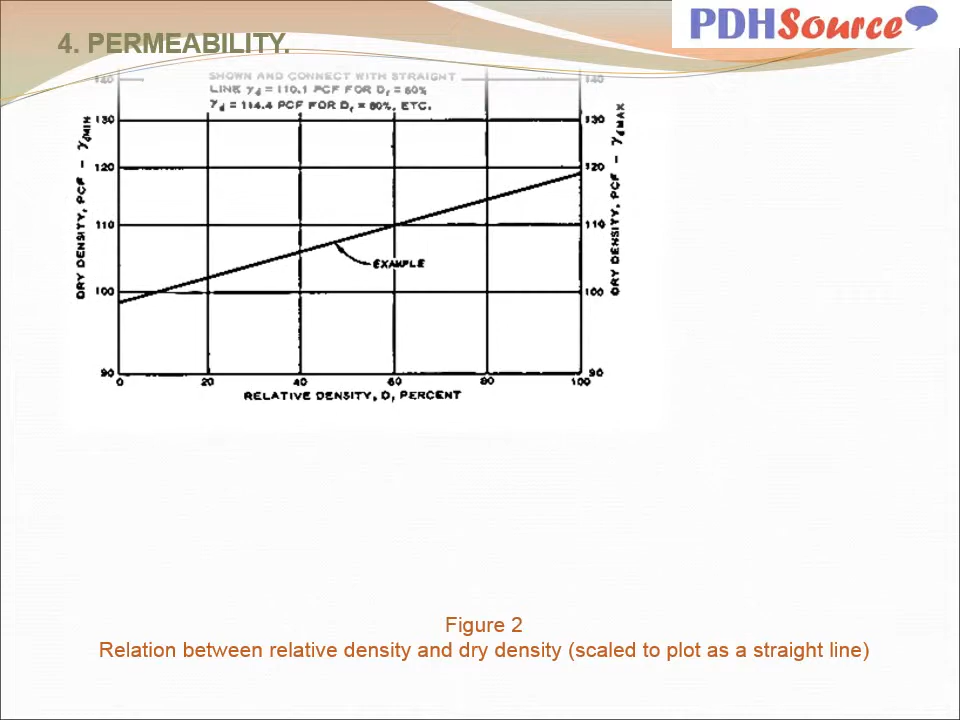 PDHSource
4. PERMEABILITY.
140
SHOWN AND CONNECT WITH STRAIGHT
LINE γd = 110.1 PCF FOR Dr = 60%
γd = 114.4 PCF FOR Dr = 80%, ETC.
140
130
130
120
120
110
110
100
100
90
90
DRY DENSITY, PCF - γdMIN
DRY DENSITY, PCF - γdMAX
EXAMPLE
0 20 40 60 80 100
RELATIVE DENSITY, D, PERCENT
Figure 2
Relation between relative density and dry density (scaled to plot as a straight line)